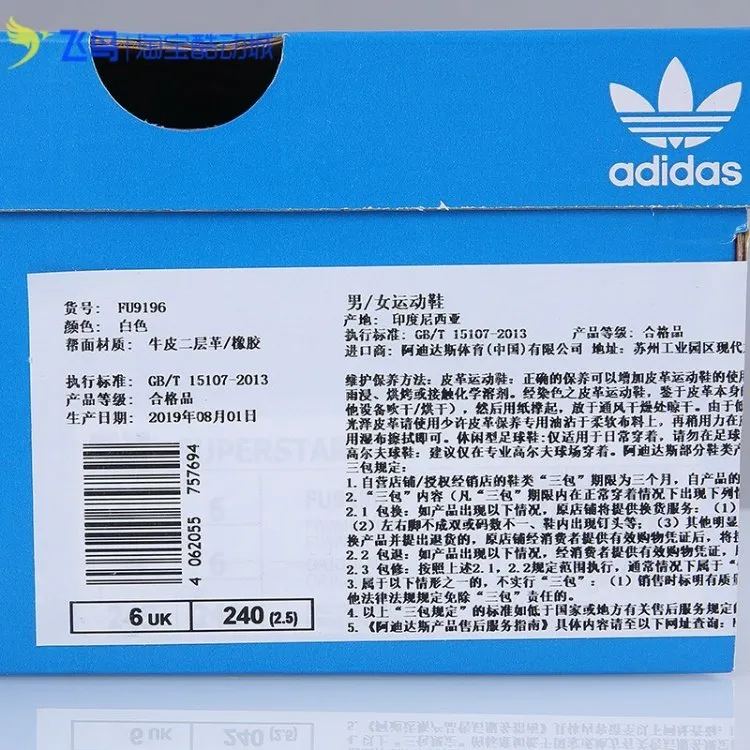 飞鸟|淘宝酷动城
adidas
货号: FU9196
颜色: 白色
帮面材质: 牛皮二层革/橡胶
执行标准: GB/T 15107-2013
产品等级: 合格品
生产日期: 2019年08月01日
4 062055 757694
6 UK 240 (2.5)
男/女运动鞋
产地: 印度尼西亚
执行标准: GB/T 15107-2013 产品等级: 合格品
进口商: 阿迪达斯体育(中国)有限公司 地址: 苏州工业园区现代
维护保养方法: 皮革运动鞋: 正确的保养可以增加皮革运动鞋的使
雨浸、烘烤或接触化学溶剂。经染色之皮革运动鞋, 鉴于皮革本身的
他设备吹干/烘干), 然后用纸撑起, 放于通风干燥处晾干。由于使
光泽皮革请使用少许皮革保养专用油沾于柔软布料上, 再稍用力在皮
用湿布擦拭即可。休闲型足球鞋:仅适用于日常穿着, 请勿在足球
高尔夫球鞋: 建议仅在专业高尔夫球场穿着。阿迪达斯部分鞋类产
三包规定:
1.自营店铺/授权经销店的鞋类“三包”期限为三个月, 自产品的
2.“三包”内容(凡“三包”期限内在正常穿着情况下出现下列情
2.1 包换: 如产品出现以下情况, 原店铺将提供换货服务: (1)
(2)左右脚不成双或码数不一、鞋内出现钉头等; (3)其他明显
换产品并提出退货的, 原店铺经消费者提供有效购物凭证后, 将按
2.2 包退: 如产品出现以下情况, 经消费者提供有效购物凭证,
2.3 包修: 按照上述2.1, 2.2规定范围执行, 通常情况下属于“
3.属于以下情形之一的, 不实行“三包”: (1)销售时标明有质
他法律法规规定免除“三包”责任的。
4.以上“三包规定”的标准如低于国家或地方有关售后服务规定的
5.《阿迪达斯产品售后服务指南》具体内容请至以下网址查询: